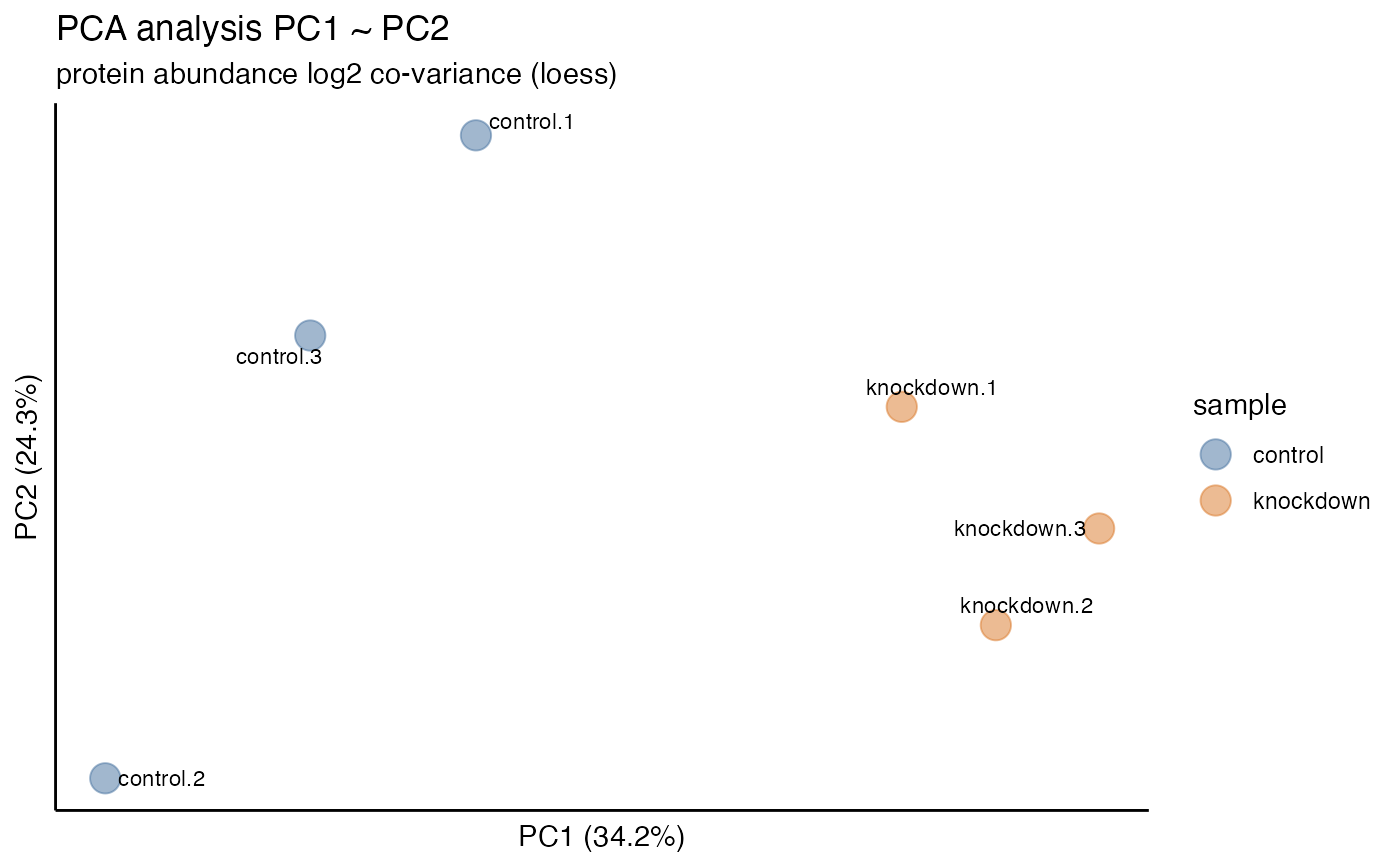 PCA analysis PC1 ~ PC2
protein abundance log2 co-variance (loess)
control.1
control.3
knockdown.1
knockdown.3
knockdown.2
control.2
PC2 (24.3%)
PC1 (34.2%)
sample
control
knockdown